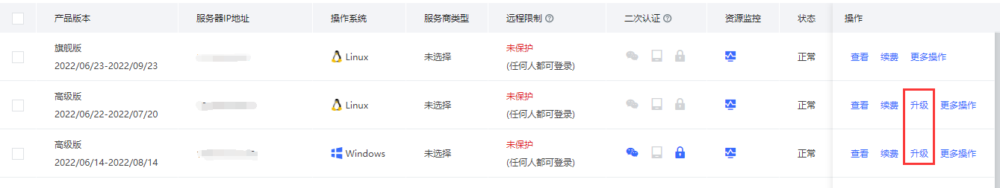 产品版本 服务器IP地址 操作系统 服务商类型 远程限制 二次认证 资源监控 状态 操作
旗舰版
2022/06/23-2022/09/23
Linux
未选择
未保护
(任何人都可登录)
正常
查看 续费 更多操作
高级版
2022/06/22-2022/07/20
Linux
未选择
未保护
(任何人都可登录)
正常
查看 续费 升级 更多操作
高级版
2022/06/14-2022/08/14
Windows
未选择
未保护
(任何人都可登录)
正常
查看 续费 升级 更多操作